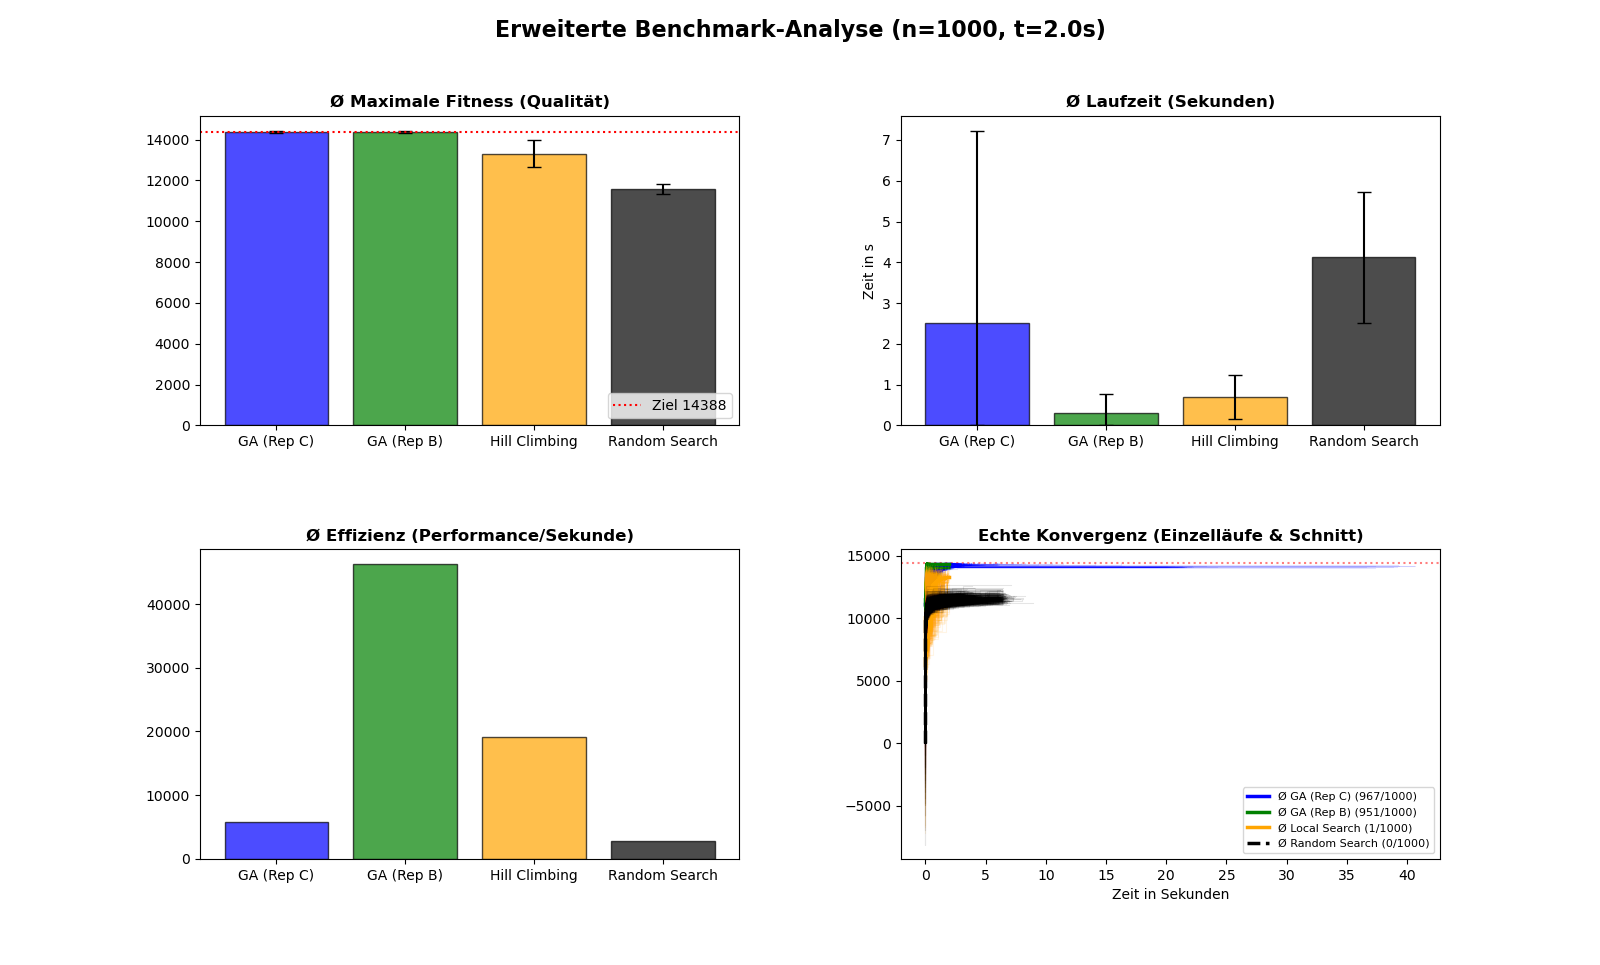 Erweiterte Benchmark-Analyse (n=1000, t=2.0s)
Ø Maximale Fitness (Qualität)
14000
12000
10000
8000
6000
4000
2000
0
Ziel 14388
GA (Rep C)
GA (Rep B)
Hill Climbing
Random Search
Ø Laufzeit (Sekunden)
Zeit in s
7
6
5
4
3
2
1
0
GA (Rep C)
GA (Rep B)
Hill Climbing
Random Search
Ø Effizienz (Performance/Sekunde)
40000
30000
20000
10000
0
GA (Rep C)
GA (Rep B)
Hill Climbing
Random Search
Echte Konvergenz (Einzelläufe & Schnitt)
15000
10000
5000
0
−5000
Ø GA (Rep C) (967/1000)
Ø GA (Rep B) (951/1000)
Ø Local Search (1/1000)
Ø Random Search (0/1000)
0
5
10
15
20
25
30
35
40
Zeit in Sekunden